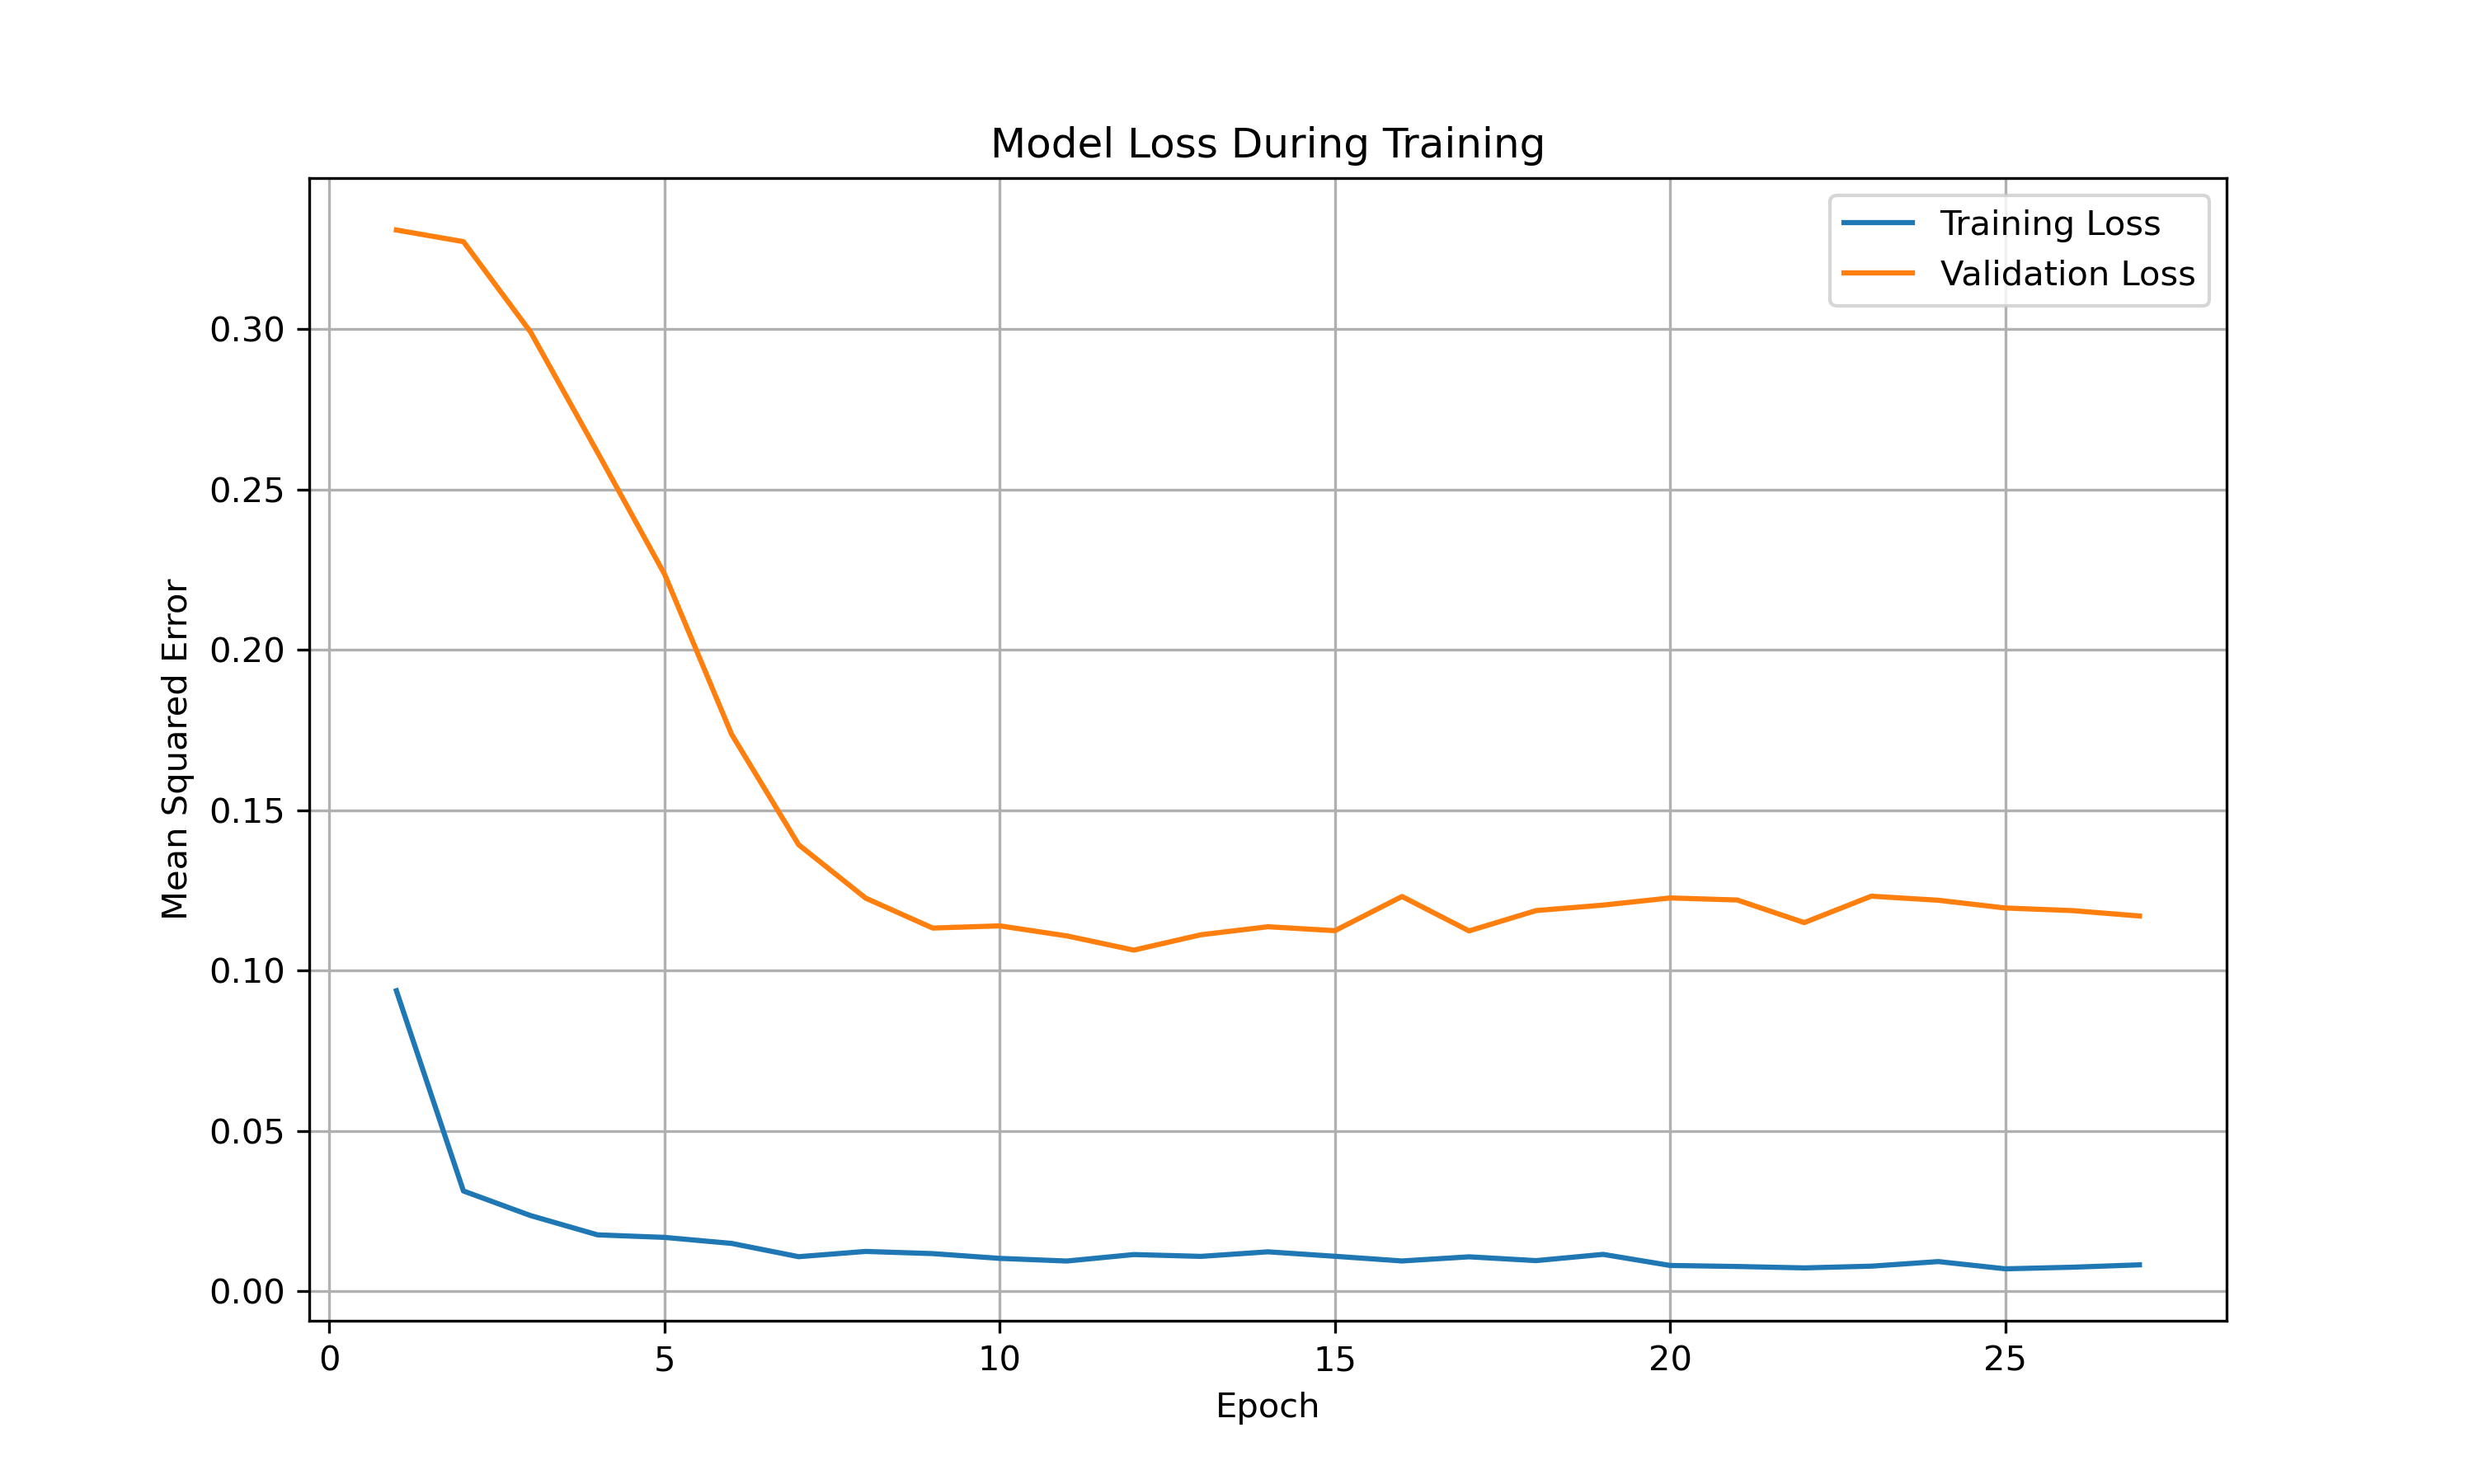 Model Loss During Training
Training Loss
Validation Loss
Mean Squared Error
0.30
0.25
0.20
0.15
0.10
0.05
0.00
0 5 10 15 20 25
Epoch